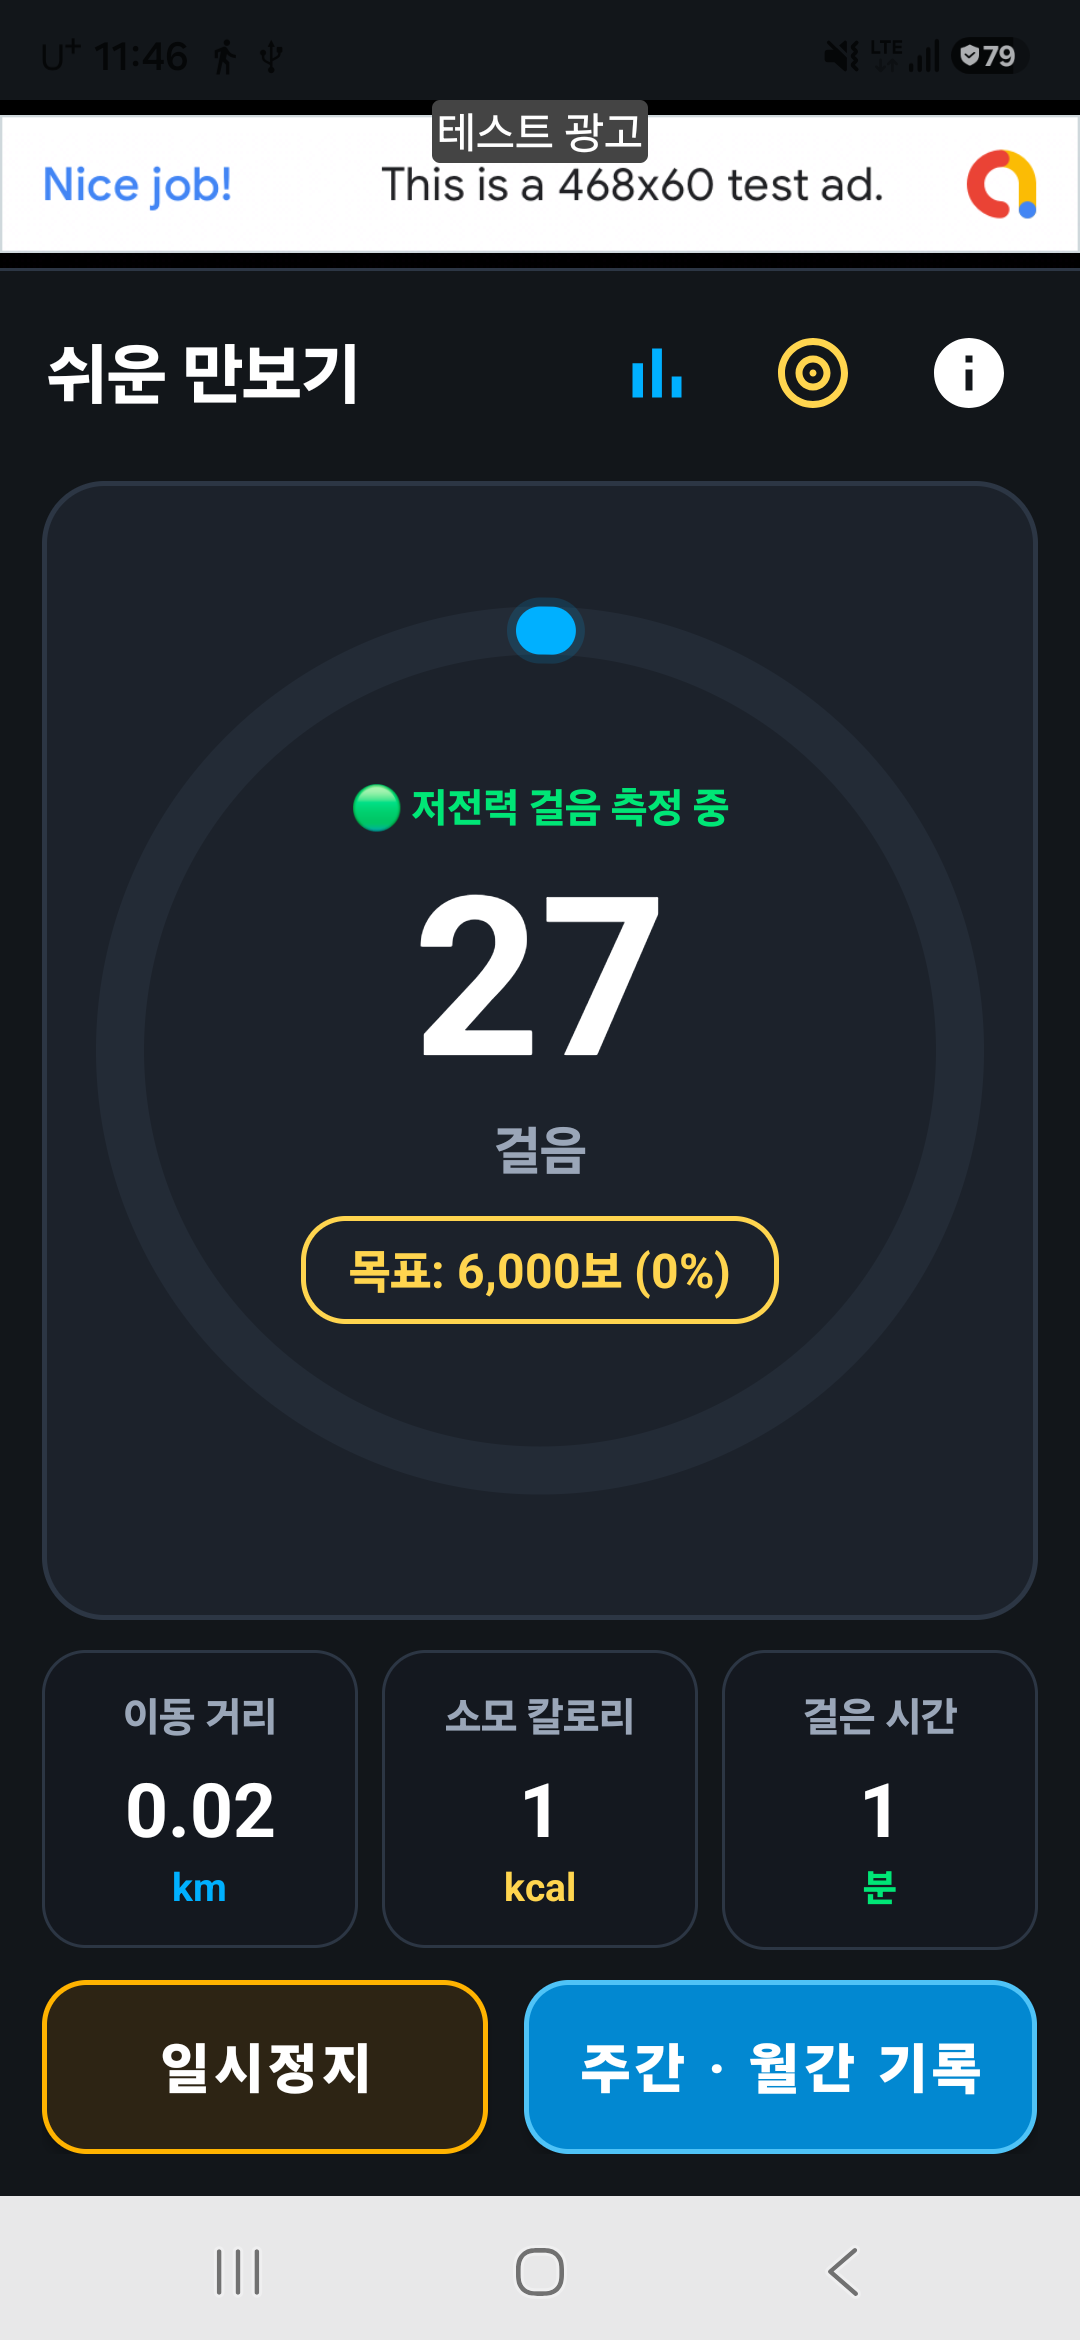 U+ 11:46 LTE 79
테스트 광고
Nice job! This is a 468x60 test ad.
쉬운 만보기
저전력 걸음 측정 중
27
걸음
목표: 6,000보 (0%)
이동 거리 소모 칼로리 걸은 시간
0.02 1 1
km kcal 분
일시정지 주간 · 월간 기록